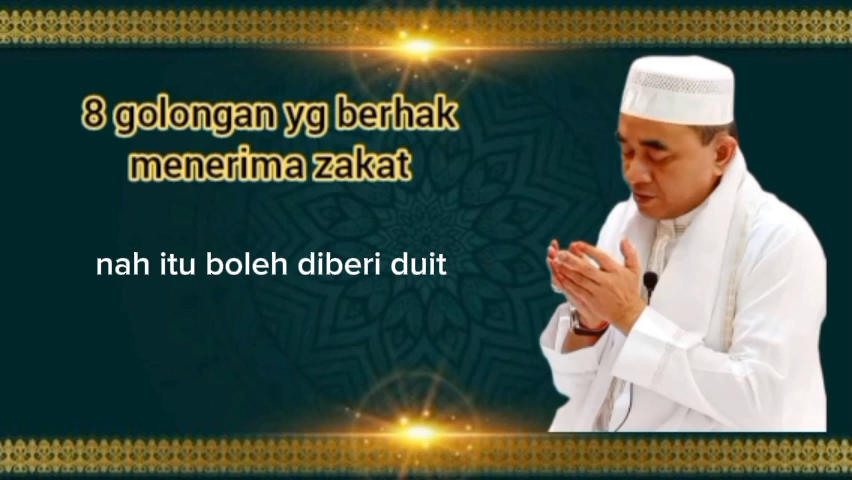 8 golongan yg berhak
menerima zakat
nah itu boleh diberi duit